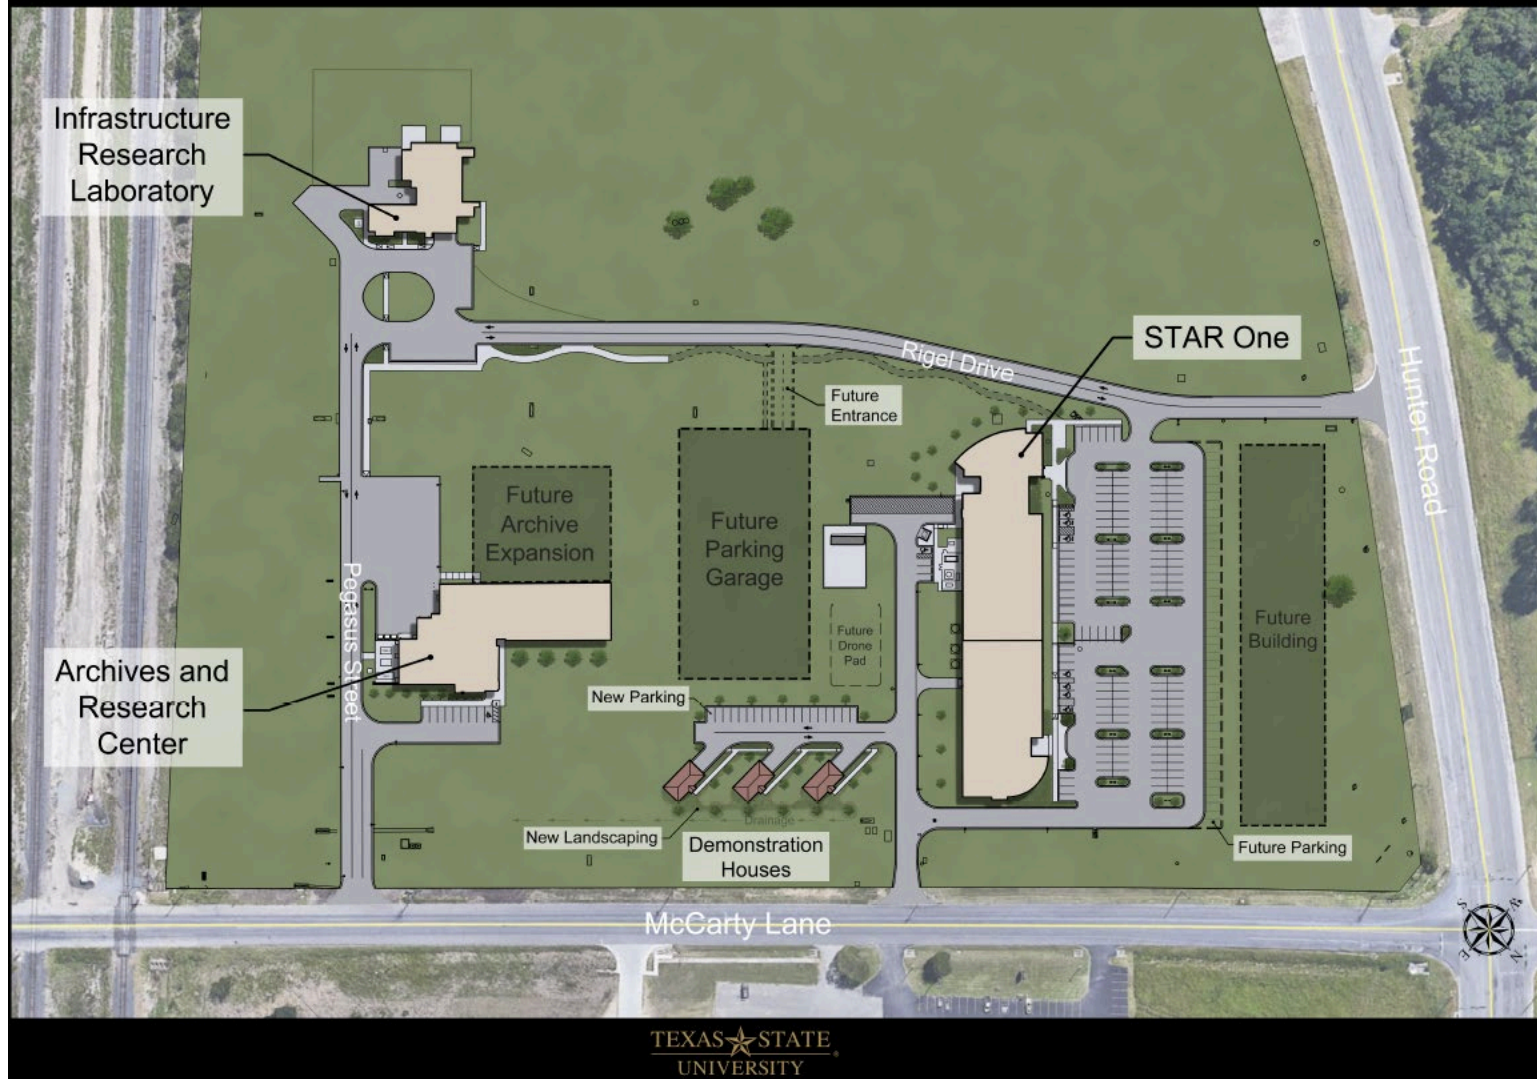 Infrastructure
Research
Laboratory
STAR One
Rigel Drive
Hunter Road
Future
Entrance
Future
Archive
Expansion
Future
Parking
Garage
Future
Building
Pegasus Street
Future
Drone
Pad
Archives and
Research
Center
New Parking
New Landscaping
Drainage
Demonstration
Houses
Future Parking
McCarty Lane
S
W
E
N
TEXAS STATE
UNIVERSITY
®